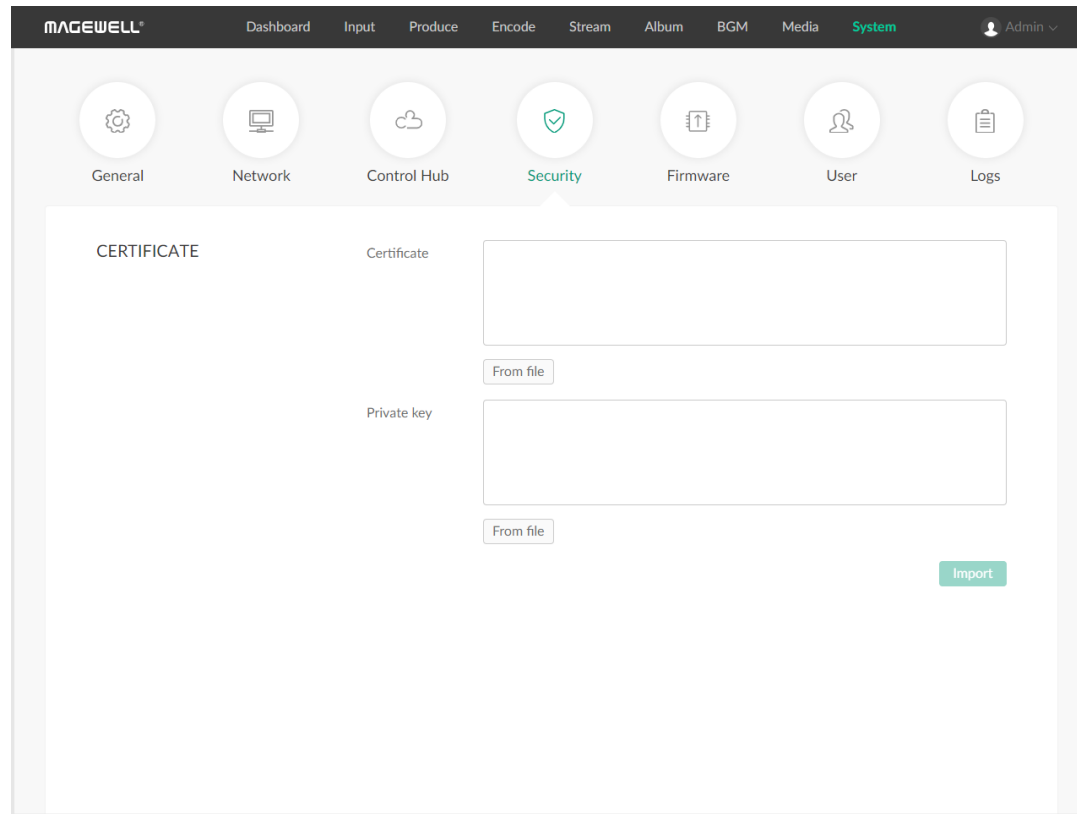 MAGEWELL® Dashboard Input Produce Encode Stream Album BGM Media System Admin
General Network Control Hub Security Firmware User Logs
CERTIFICATE Certificate
From file
Private key
From file
Import